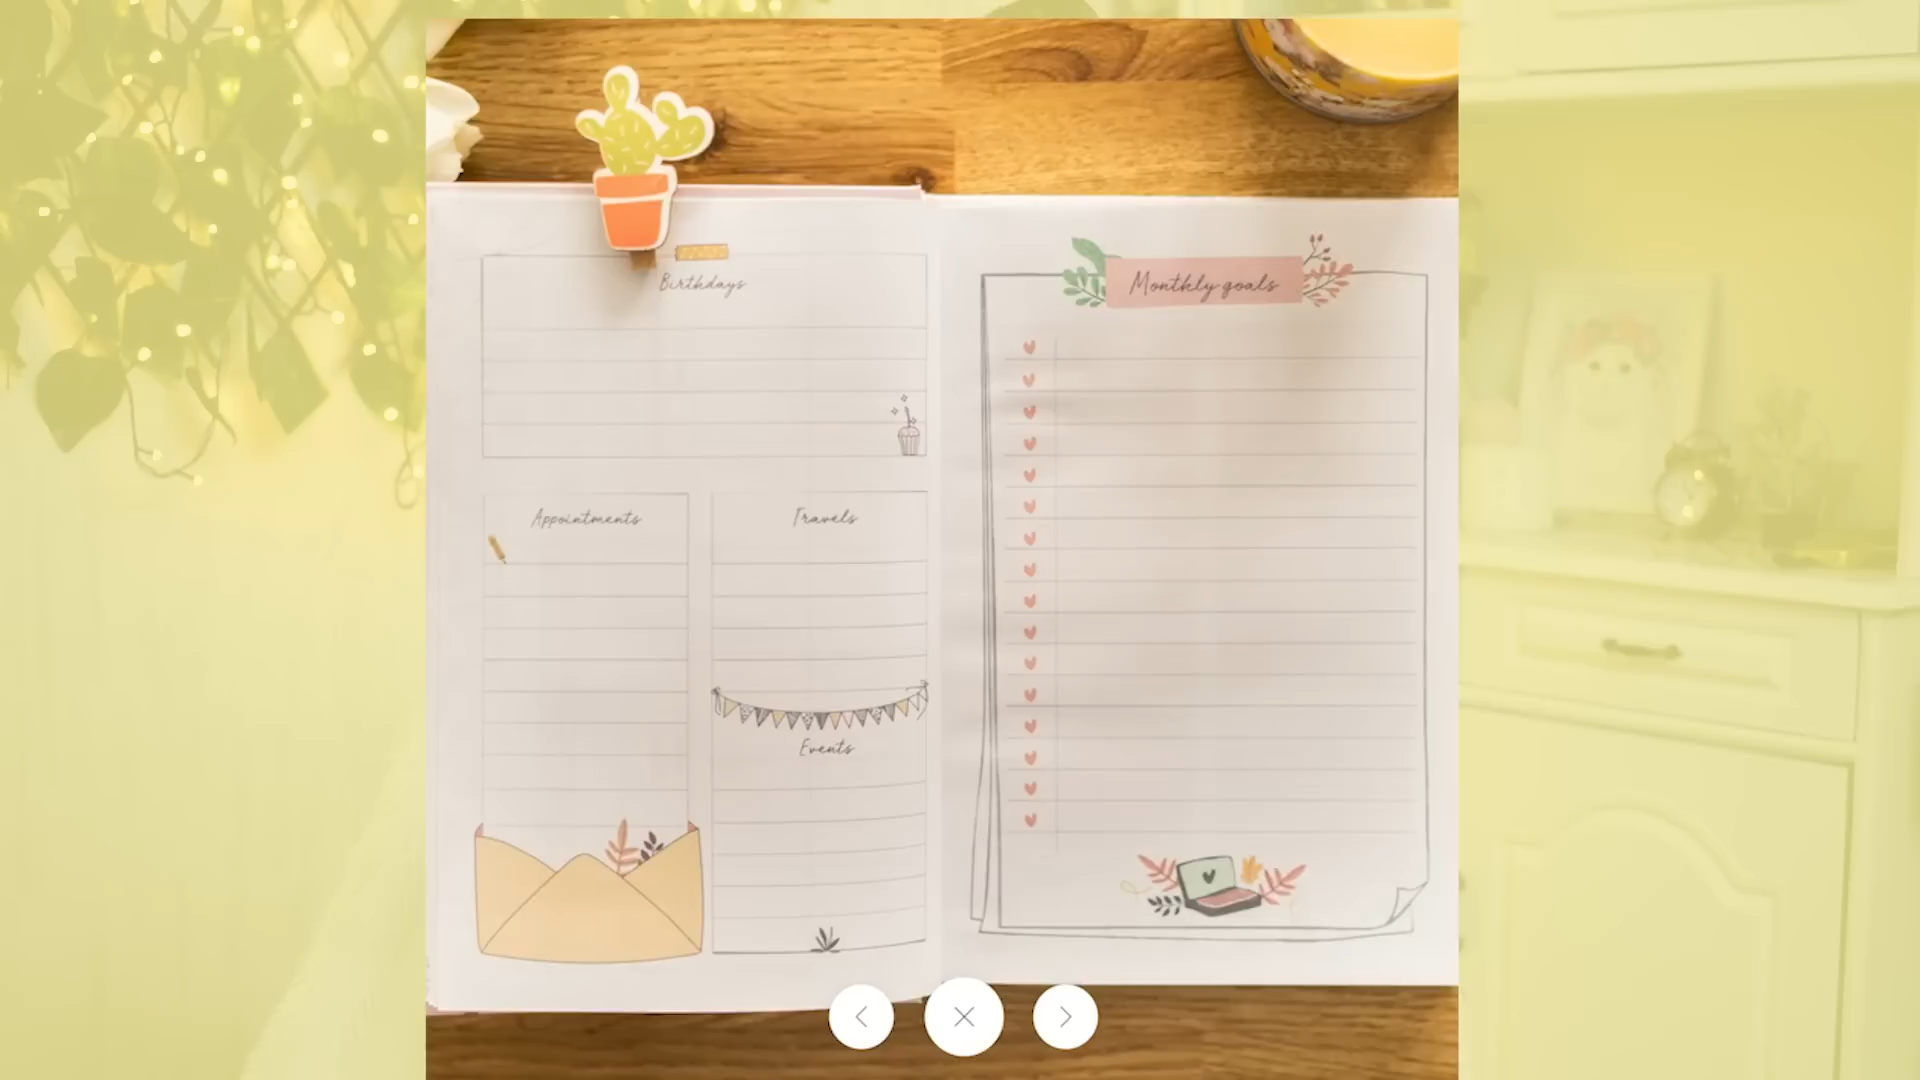 Birthdays
Appointments
Travels
Events
Monthly goals